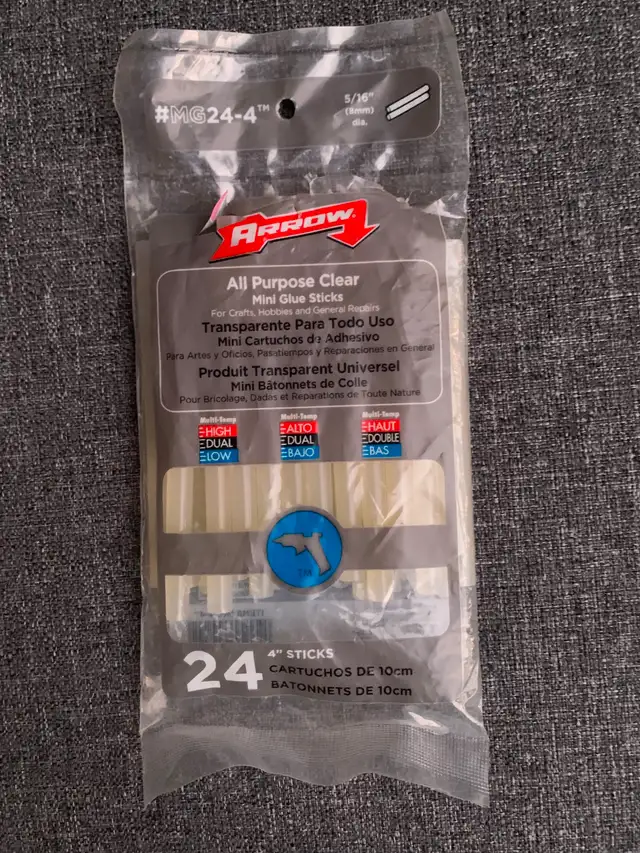 #MG24-4™
5/16"
(8mm)
dia.
ARROW
All Purpose Clear
Mini Glue Sticks
For Crafts, Hobbies and General Repairs
Transparente Para Todo Uso
Mini Cartuchos de Adhesivo
Para Artes y Oficios, Pasatiempos y Reparaciones en General
Produit Transparent Universel
Mini Bâtonnets de Colle
Pour Bricolage, Dadas et Reparations de Toute Nature
Multi-Temp
HIGH
DUAL
LOW
Multi-Temp
ALTO
DUAL
BAJO
Multi-Temp
HAUT
DOUBLE
BAS
TM
24
4" STICKS
CARTUCHOS DE 10cm
BATONNETS DE 10cm